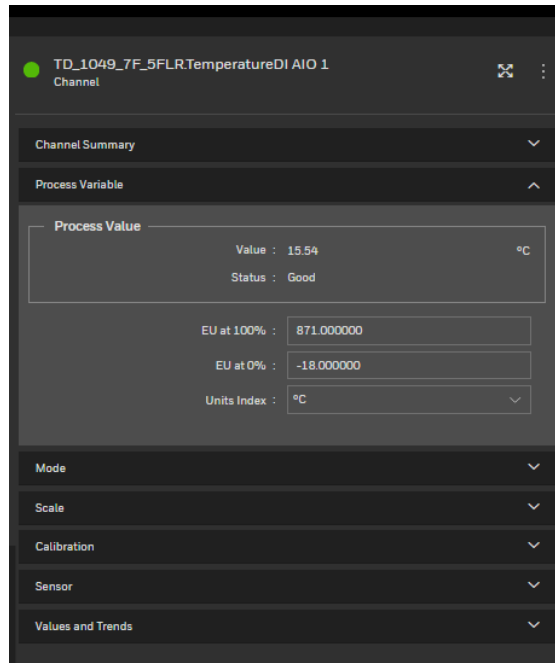 TD_1049_7F_5FLR.TemperatureDI AIO 1
Channel
Channel Summary
Process Variable
Process Value
Value : 15.54 °C
Status : Good
EU at 100% : 871.000000
EU at 0% : -18.000000
Units Index : °C
Mode
Scale
Calibration
Sensor
Values and Trends